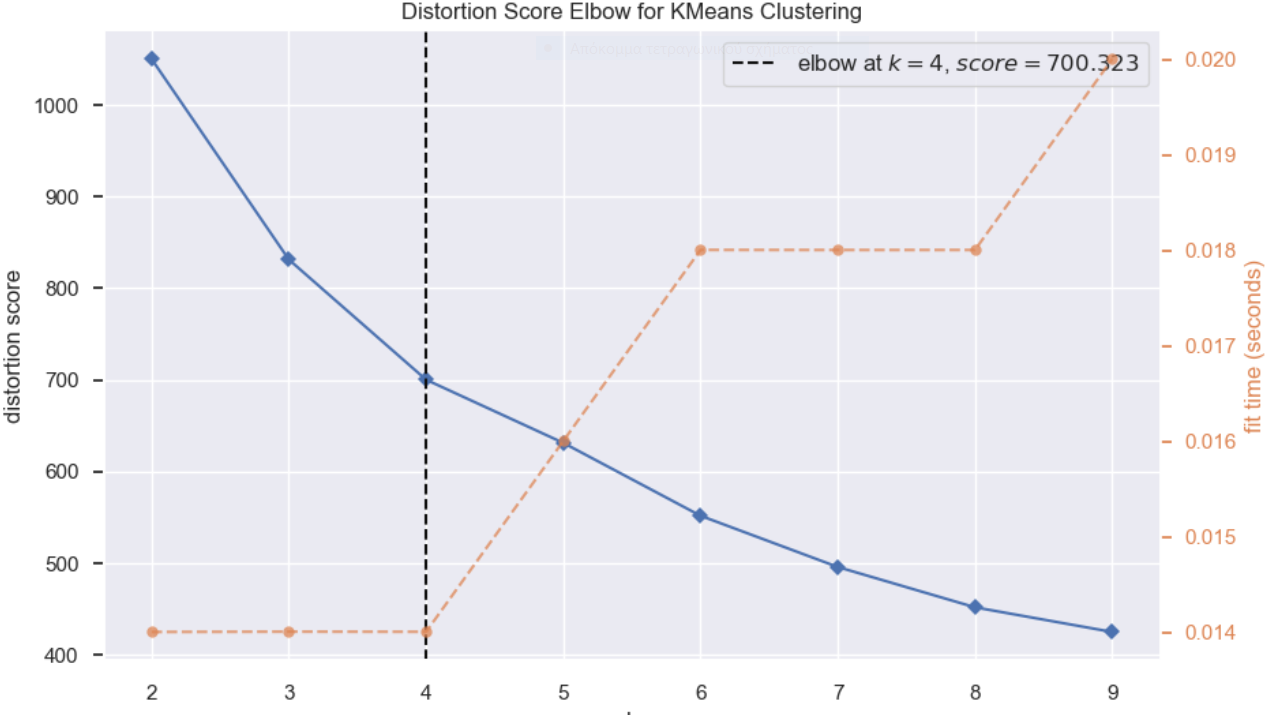 Distortion Score Elbow for KMeans Clustering
elbow at k = 4, score = 700.323
distortion score
1000
900
800
700
600
500
400
0.020
0.019
0.018
0.017
0.016
0.015
0.014
fit time (seconds)
2 3 4 5 6 7 8 9